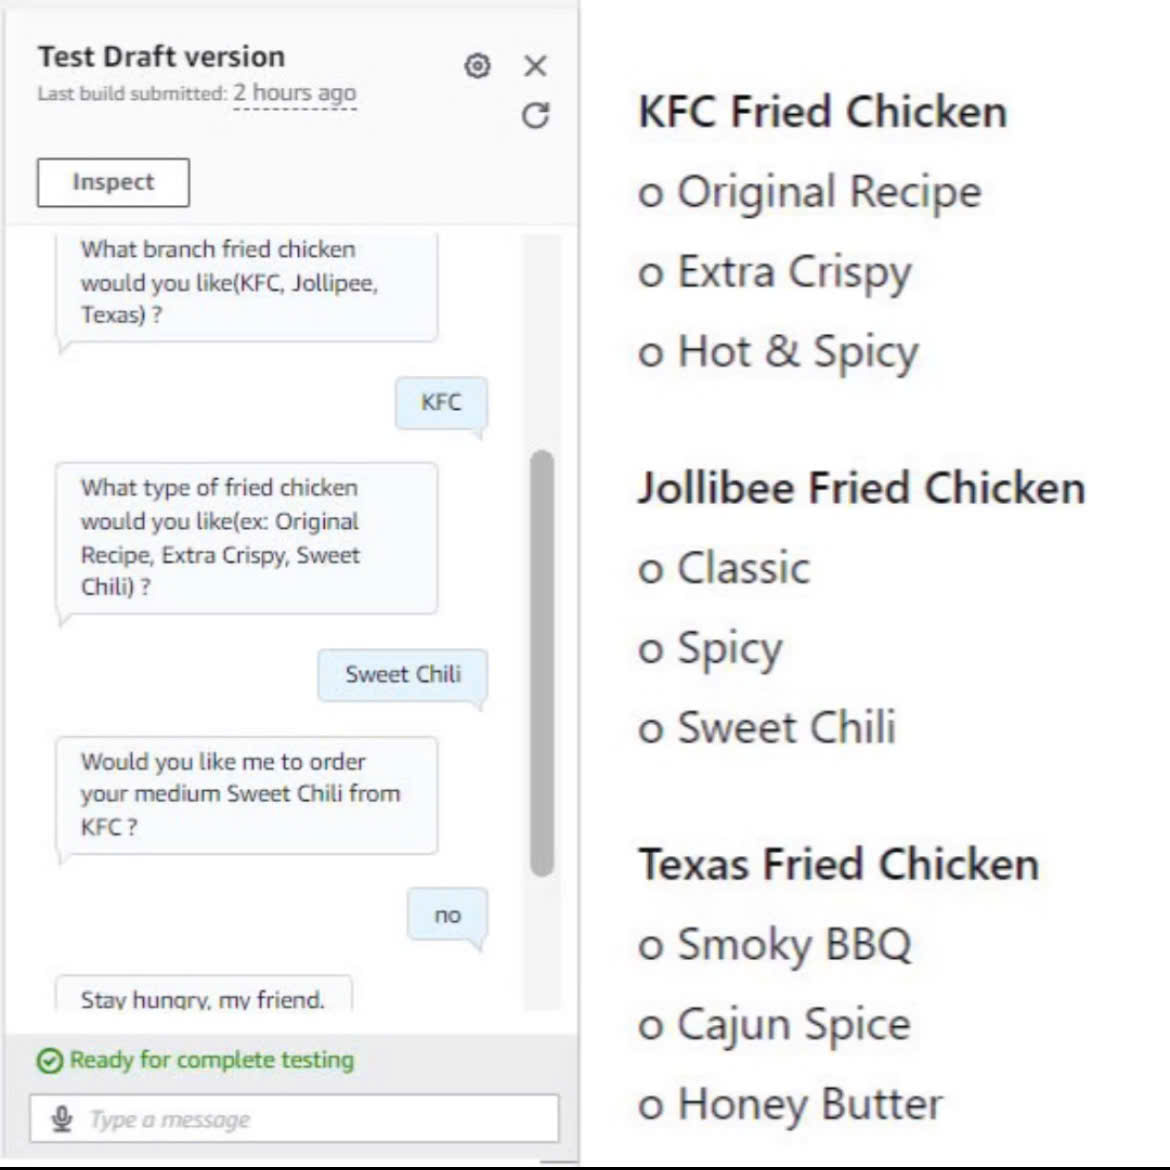 Test Draft version
Last build submitted: 2 hours ago
Inspect
What branch fried chicken
would you like(KFC, Jollipee,
Texas) ?
KFC
What type of fried chicken
would you like(ex: Original
Recipe, Extra Crispy, Sweet
Chili) ?
Sweet Chili
Would you like me to order
your medium Sweet Chili from
KFC ?
no
Stay hungry, my friend.
Ready for complete testing
Type a message
KFC Fried Chicken
o Original Recipe
o Extra Crispy
o Hot & Spicy
Jollibee Fried Chicken
o Classic
o Spicy
o Sweet Chili
Texas Fried Chicken
o Smoky BBQ
o Cajun Spice
o Honey Butter